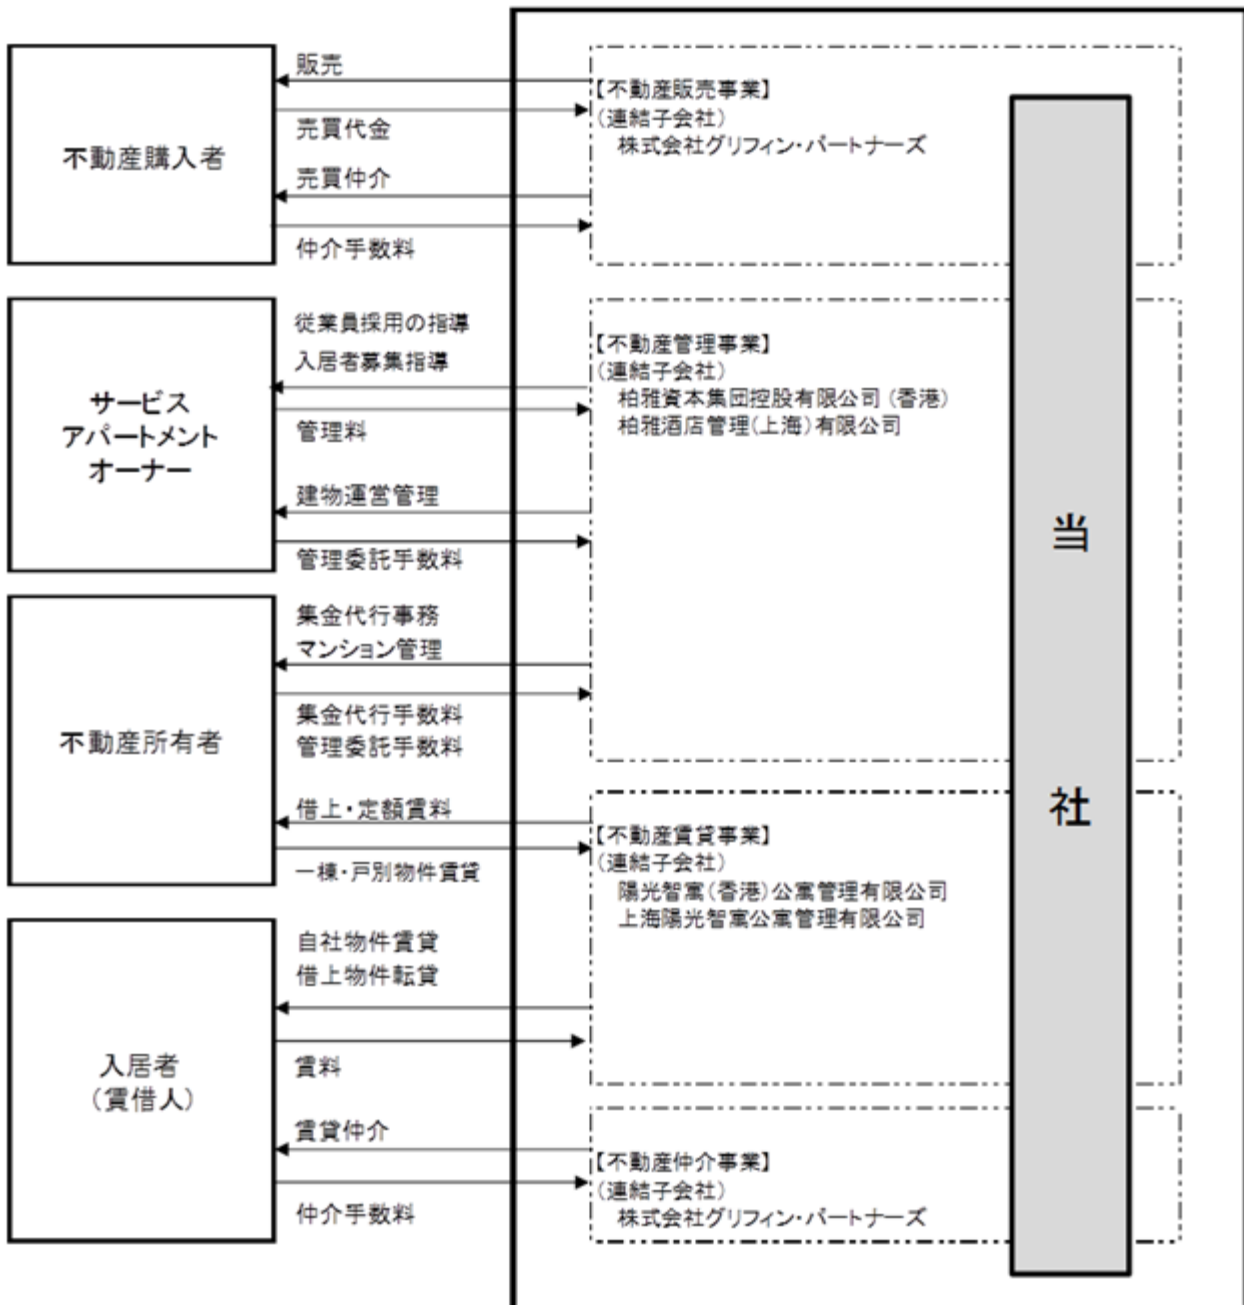 不動産購入者
販売
売買代金
売買仲介
仲介手数料
【不動産販売事業】
(連結子会社)
株式会社グリフィン・パートナーズ
サービス
アパートメント
オーナー
従業員採用の指導
入居者募集指導
管理料
建物運営管理
管理委託手数料
【不動産管理事業】
(連結子会社)
柏雅資本集団控股有限公司(香港)
柏雅酒店管理(上海)有限公司
不動産所有者
集金代行事務
マンション管理
集金代行手数料
管理委託手数料
借上・定額賃料
一棟・戸別物件賃貸
【不動産賃貸事業】
(連結子会社)
陽光智寓(香港)公寓管理有限公司
上海陽光智寓公寓管理有限公司
入居者
(賃借人)
自社物件賃貸
借上物件転貸
賃料
賃貸仲介
仲介手数料
【不動産仲介事業】
(連結子会社)
株式会社グリフィン・パートナーズ
当
社